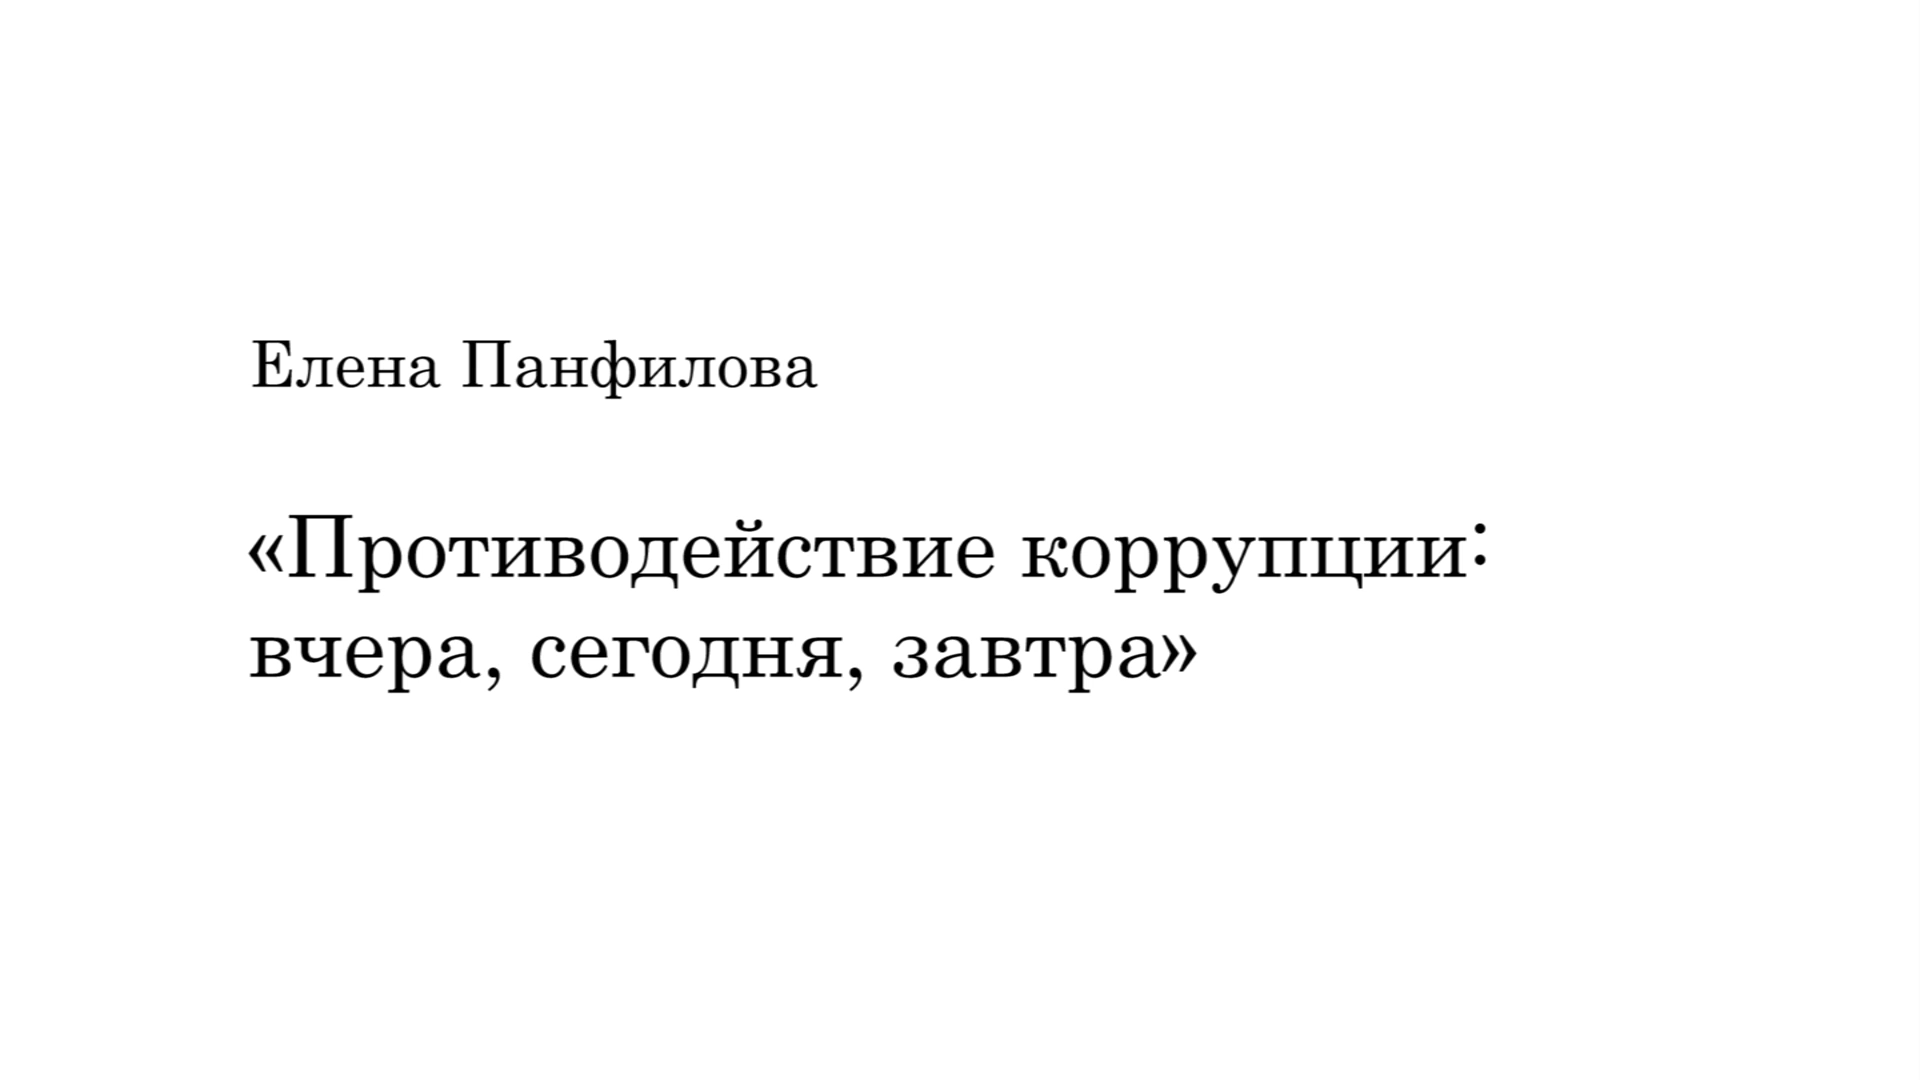 Елена Панфилова
«Противодействие коррупции:
вчера, сегодня, завтра»